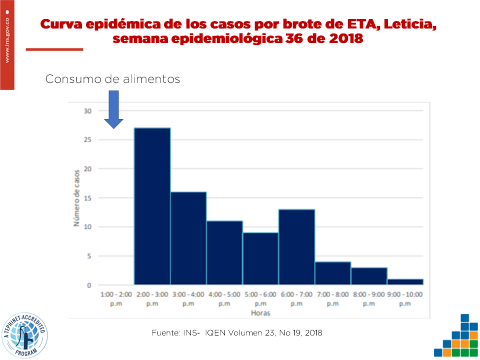 www.ins.gov.co
Curva epidémica de los casos por brote de ETA, Leticia,
semana epidemiológica 36 de 2018
Consumo de alimentos
30
25
20
15
10
5
0
Número de casos
1:00 - 2:00 2:00 - 3:00 3:00 - 4:00 4:00 - 5:00 5:00 - 6:00 6:00 - 7:00 7:00 - 8:00 8:00 - 9:00 9:00 - 10:00
p.m p.m p.m p.m p.m p.m p.m p.m p.m
Horas
A TEPHINET ACCREDITED
PROGRAM
Fuente: INS- IQEN Volumen 23, No 19, 2018